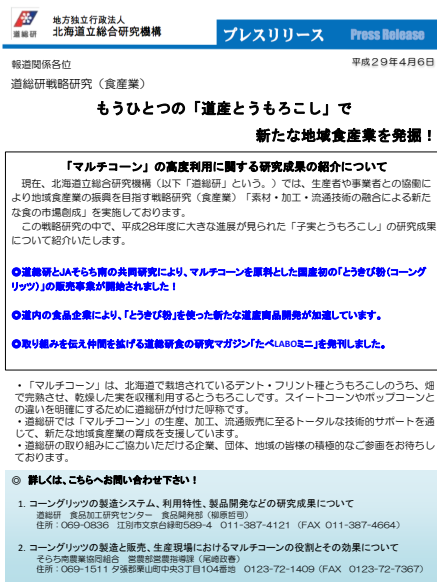 地方独立行政法人
北海道立総合研究機構
道総研
プレスリリース Press Release
報道関係各位
平成29年4月6日
道総研戦略研究（食産業）
もうひとつの「道産とうもろこし」で
新たな地域食産業を発掘！
「マルチコーン」の高度利用に関する研究成果の紹介について
現在、北海道立総合研究機構（以下「道総研」という。）では、生産者や事業者との協働に
より地域食産業の振興を目指す戦略研究（食産業）「素材・加工・流通技術の融合による新た
な食の市場創成」を実施しております。
この戦略研究の中で、平成28年度に大きな進展が見られた「子実とうもろこし」の研究成果
について紹介いたします。
◎道総研とJAそらち南の共同研究により、マルチコーンを原料とした国産初の「とうきび粉（コーング
リッツ）」の販売事業が開始されました！
◎道内の食品企業により、「とうきび粉」を使った新たな道産商品開発が加速しています。
◎取り組みを伝え仲間を拡げる道総研食の研究マガジン「たべLABOミニ」を発刊しました。
・「マルチコーン」は、北海道で栽培されているデント・フリント種とうもろこしのうち、畑
で完熟させ、乾燥した実を収穫利用するとうもろこしです。スイートコーンやポップコーンと
の違いを明確にするために道総研が付けた呼称です。
・道総研では「マルチコーン」の生産、加工、流通販売に至るトータルな技術的サポートを通
じて、新たな地域食産業の育成を支援しています。
・道総研の取り組みにご協力いただける企業、団体、地域の皆様の積極的なご参画をお待ちし
ております。
◎ 詳しくは、こちらへお問い合わせ下さい！
1. コーングリッツの製造システム、利用特性、製品開発などの研究成果について
道総研 食品加工研究センター 食品開発部（柳原哲司）
住所：069-0836 江別市文京台緑町589-4 011-387-4121 （FAX 011-387-4664）
2. コーングリッツの製造と販売、生産現場におけるマルチコーンの役割とその効果について
そらち南農業協同組合 営農部営農指導課（尾崎政春）
住所：069-1511 夕張郡栗山町中央3丁目104番地 0123-72-1409（FAX 0123-72-7367）